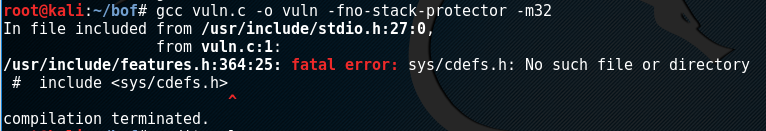 root@kali:~/bof# gcc vuln.c -o vuln -fno-stack-protector -m32
In file included from /usr/include/stdio.h:27:0,
                 from vuln.c:1:
/usr/include/features.h:364:25: fatal error: sys/cdefs.h: No such file or directory
 #  include <sys/cdefs.h>
                         ^
compilation terminated.